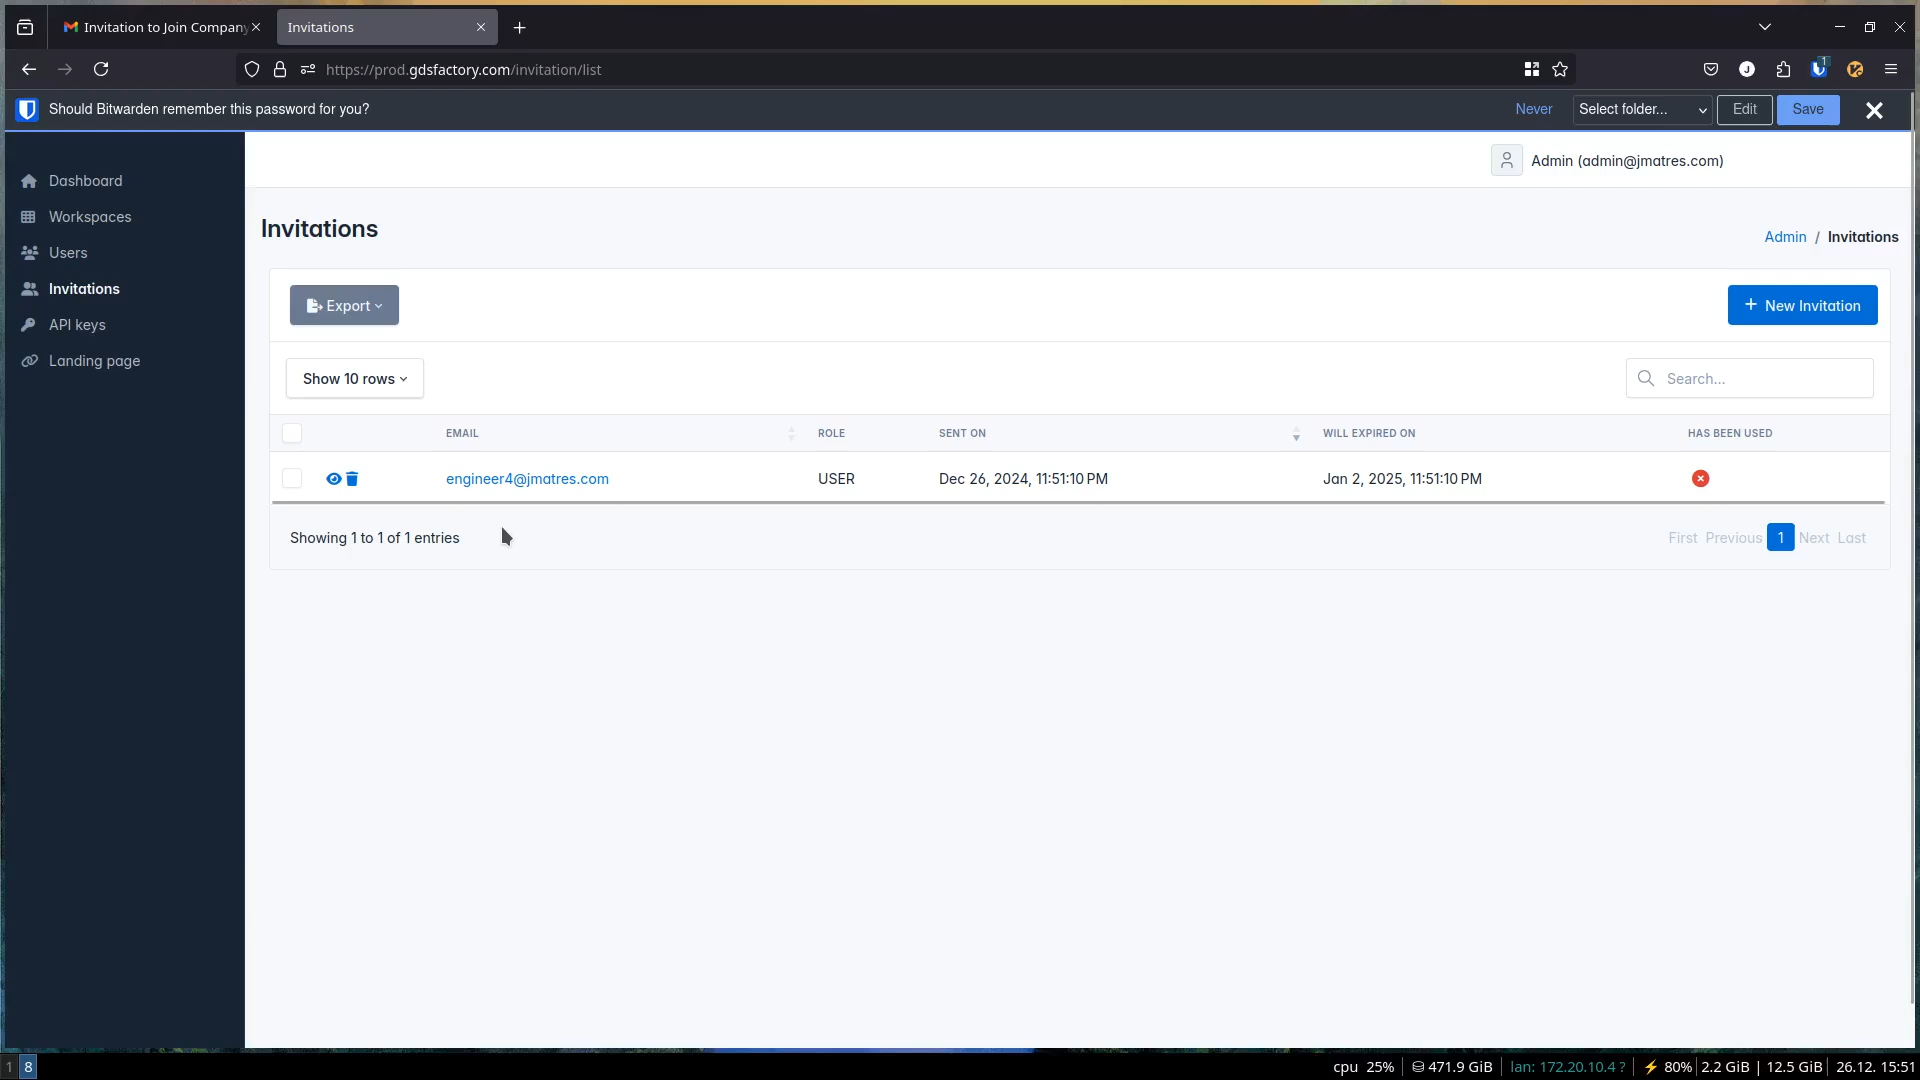 Invitation to Join Company
Invitations
https://prod.gdsfactory.com/invitation/list
J
1
Should Bitwarden remember this password for you?
Never
Select folder...
Edit
Save
Admin (admin@jmatres.com)
Dashboard
Workspaces
Users
Invitations
API keys
Landing page
Invitations
Admin / Invitations
Export
+ New Invitation
Show 10 rows
Search...
EMAIL ROLE SENT ON WILL EXPIRED ON HAS BEEN USED
engineer4@jmatres.com USER Dec 26, 2024, 11:51:10 PM Jan 2, 2025, 11:51:10 PM
Showing 1 to 1 of 1 entries
First Previous 1 Next Last
1 8
cpu 25% 471.9 GiB lan: 172.20.10.4 ? ⚡ 80% 2.2 GiB | 12.5 GiB 26.12. 15:51